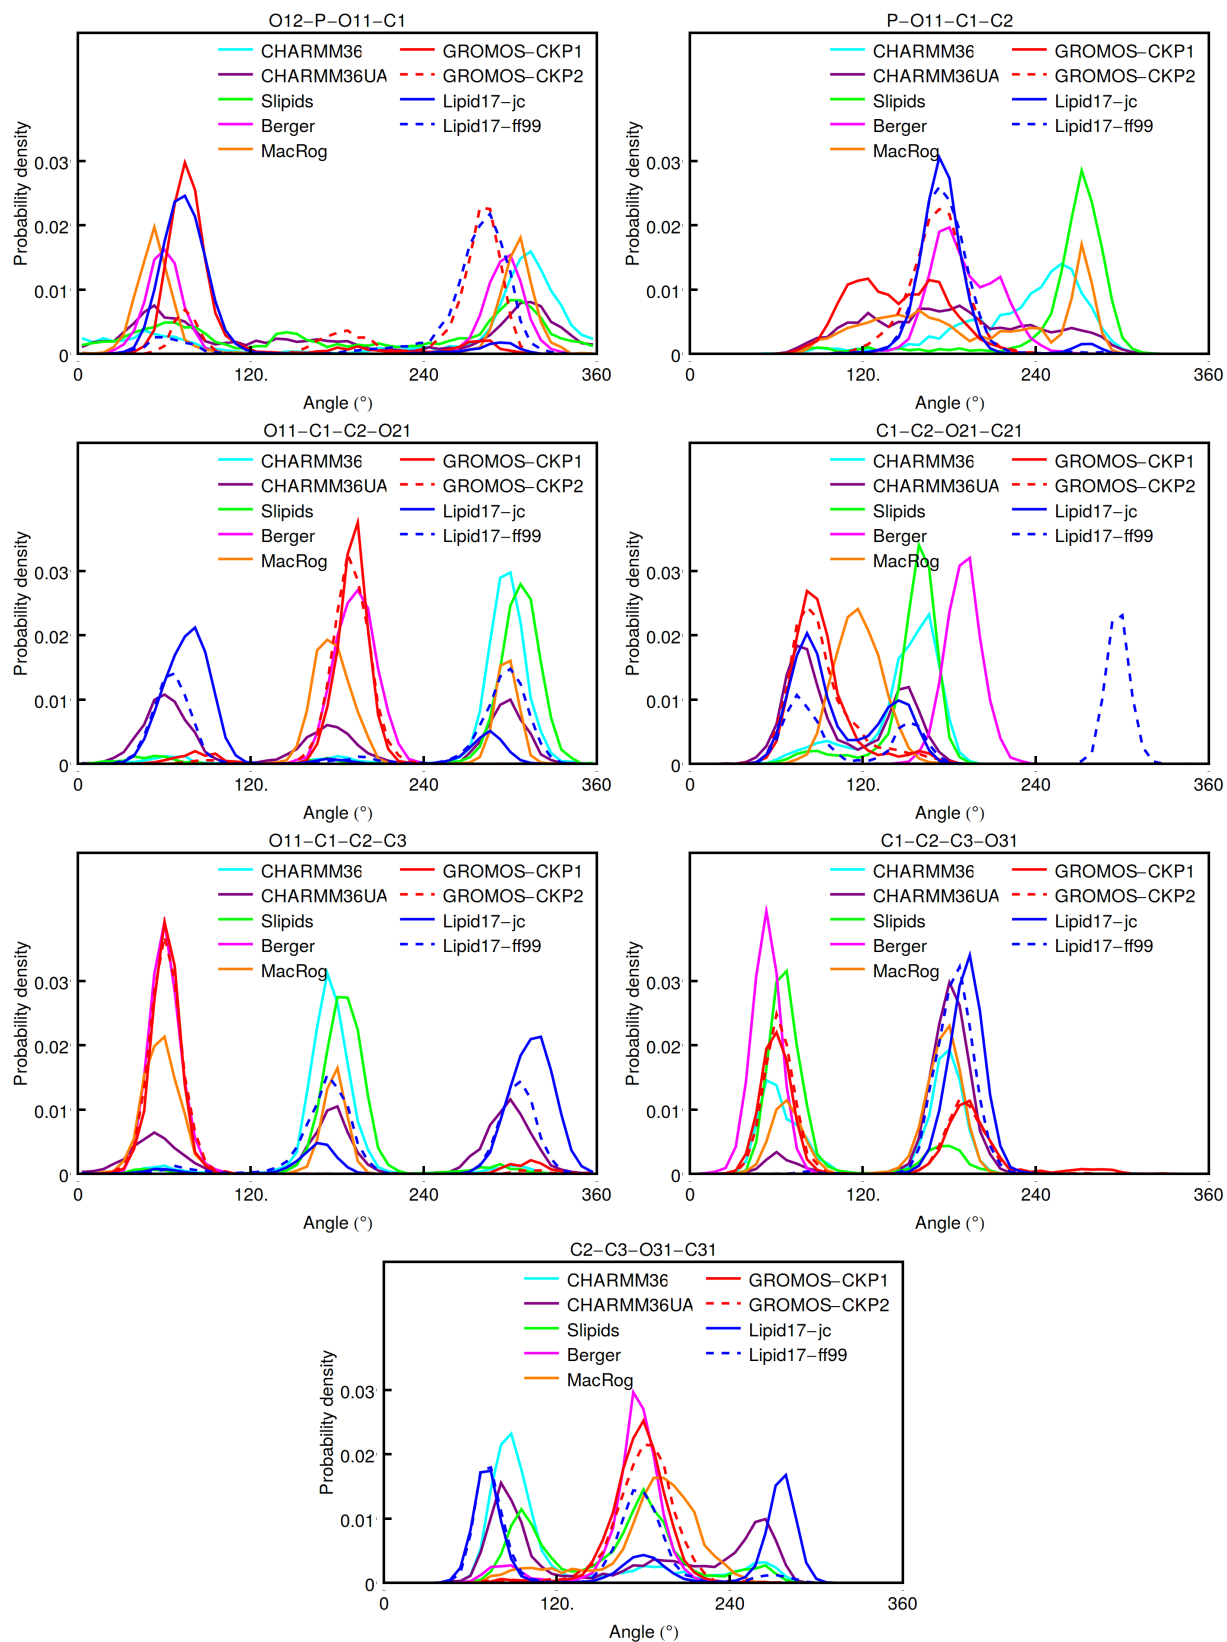 O12−P−O11−C1
CHARMM36 GROMOS−CKP1
CHARMM36UA GROMOS−CKP2
Slipids Lipid17−jc
Berger Lipid17−ff99
MacRog
Probability density
0.03
0.02
0.01
0
0 120. 240 360
Angle (°)
P−O11−C1−C2
CHARMM36 GROMOS−CKP1
CHARMM36UA GROMOS−CKP2
Slipids Lipid17−jc
Berger Lipid17−ff99
MacRog
Probability density
0.03
0.02
0.01
0
0 120. 240 360
Angle (°)
O11−C1−C2−O21
CHARMM36 GROMOS−CKP1
CHARMM36UA GROMOS−CKP2
Slipids Lipid17−jc
Berger Lipid17−ff99
MacRog
Probability density
0.03
0.02
0.01
0
0 120. 240 360
Angle (°)
C1−C2−O21−C21
CHARMM36 GROMOS−CKP1
CHARMM36UA GROMOS−CKP2
Slipids Lipid17−jc
Berger Lipid17−ff99
MacRog
Probability density
0.03
0.02
0.01
0
0 120. 240 360
Angle (°)
O11−C1−C2−C3
CHARMM36 GROMOS−CKP1
CHARMM36UA GROMOS−CKP2
Slipids Lipid17−jc
Berger Lipid17−ff99
MacRog
Probability density
0.03
0.02
0.01
0
0 120. 240 360
Angle (°)
C1−C2−C3−O31
CHARMM36 GROMOS−CKP1
CHARMM36UA GROMOS−CKP2
Slipids Lipid17−jc
Berger Lipid17−ff99
MacRog
Probability density
0.03
0.02
0.01
0
0 120. 240 360
Angle (°)
C2−C3−O31−C31
CHARMM36 GROMOS−CKP1
CHARMM36UA GROMOS−CKP2
Slipids Lipid17−jc
Berger Lipid17−ff99
MacRog
Probability density
0.03
0.02
0.01
0
0 120. 240 360
Angle (°)